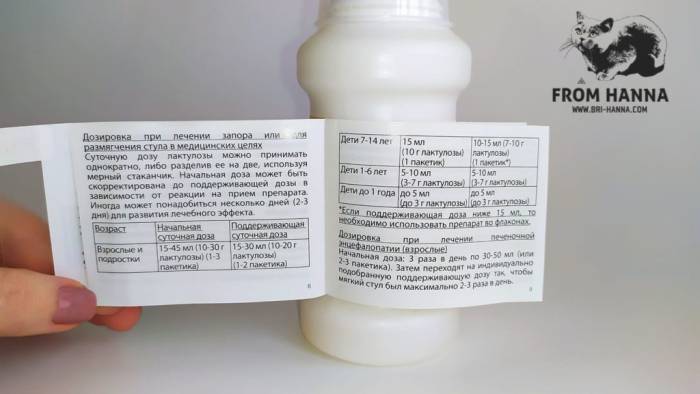 FROM HANNA
WWW.BRI-HANNA.COM
Дозировка при лечении запора или для
размягчения стула в медицинских целях
Суточную дозу лактулозы можно принимать
однократно, либо разделив ее на две, используя
мерный стаканчик. Начальная доза может быть
скорректирована до поддерживающей дозы в
зависимости от реакции на прием препарата.
Иногда может понадобиться несколько дней (2-3
дня) для развития лечебного эффекта.
Возраст Начальная суточная доза Поддерживающая суточная доза
Взрослые и подростки 15-45 мл (10-30 г лактулозы) (1-3 пакетика) 15-30 мл (10-20 г лактулозы) (1-2 пакетика)
6
Дети 7-14 лет 15 мл (10 г лактулозы) (1 пакетик) 10-15 мл (7-10 г лактулозы) (1 пакетик*)
Дети 1-6 лет 5-10 мл (3-7 г лактулозы) 5-10 мл (3-7 г лактулозы)
Дети до 1 года до 5 мл (до 3 г лактулозы) до 5 мл (до 3 г лактулозы)
*Если поддерживающая доза ниже 15 мл, то
необходимо использовать препарат во флаконах.
Дозировка при лечении печеночной
энцефалопатии (взрослые)
Начальная доза: 3 раза в день по 30-50 мл (или
2-3 пакетика). Затем переходят на индивидуально
подобранную поддерживающую дозу так, чтобы
мягкий стул был максимально 2-3 раза в день.